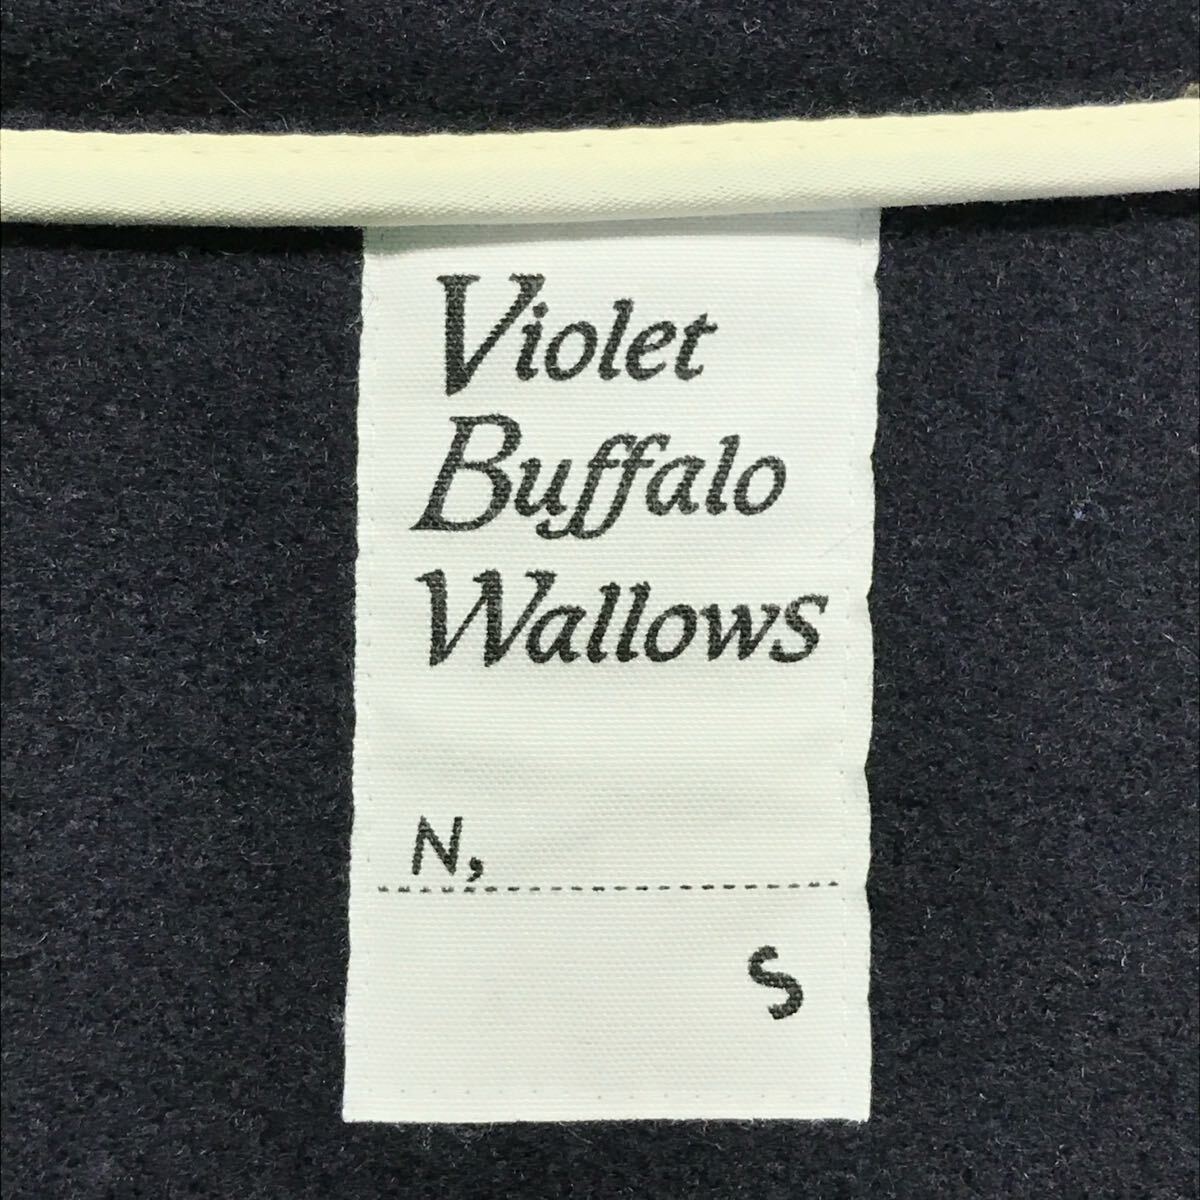 Violet
Buffalo
Wallows
N,
S